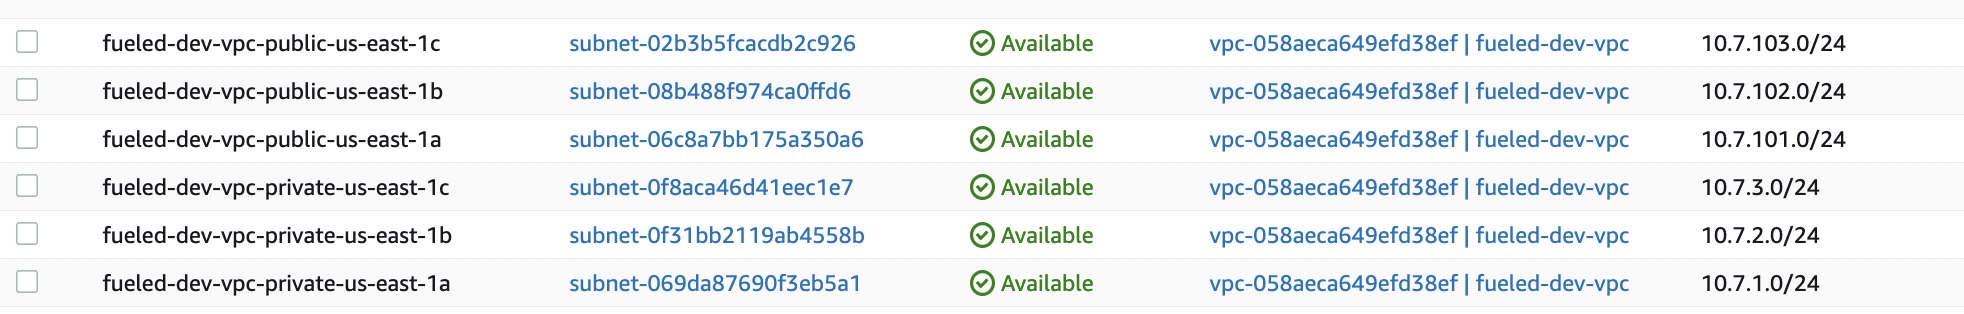 fueled-dev-vpc-public-us-east-1c subnet-02b3b5fcacdb2c926 Available vpc-058aeca649efd38ef | fueled-dev-vpc 10.7.103.0/24
fueled-dev-vpc-public-us-east-1b subnet-08b488f974ca0ffd6 Available vpc-058aeca649efd38ef | fueled-dev-vpc 10.7.102.0/24
fueled-dev-vpc-public-us-east-1a subnet-06c8a7bb175a350a6 Available vpc-058aeca649efd38ef | fueled-dev-vpc 10.7.101.0/24
fueled-dev-vpc-private-us-east-1c subnet-0f8aca46d41eec1e7 Available vpc-058aeca649efd38ef | fueled-dev-vpc 10.7.3.0/24
fueled-dev-vpc-private-us-east-1b subnet-0f31bb2119ab4558b Available vpc-058aeca649efd38ef | fueled-dev-vpc 10.7.2.0/24
fueled-dev-vpc-private-us-east-1a subnet-069da87690f3eb5a1 Available vpc-058aeca649efd38ef | fueled-dev-vpc 10.7.1.0/24